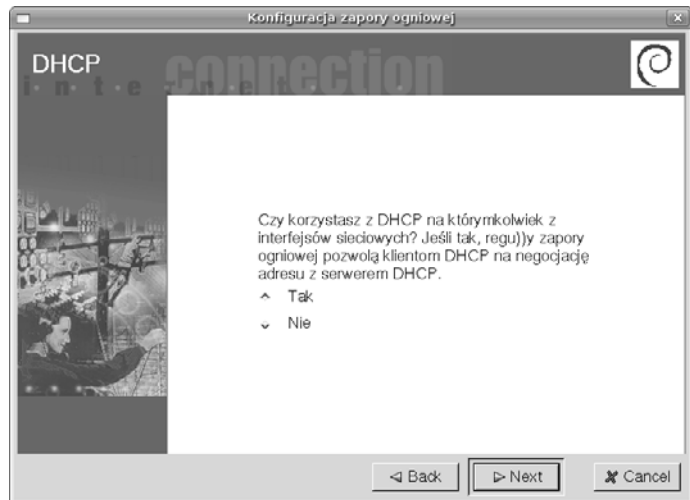 Konfiguracja zapory ogniowej
DHCP
connection
i·n·t·e·r·n·e·t·
Czy korzystasz z DHCP na którymkolwiek z
interfejsów sieciowych? Jeśli tak, regu))y zapory
ogniowej pozwolą klientom DHCP na negocjację
adresu z serwerem DHCP.
Tak
Nie
Back
Next
Cancel